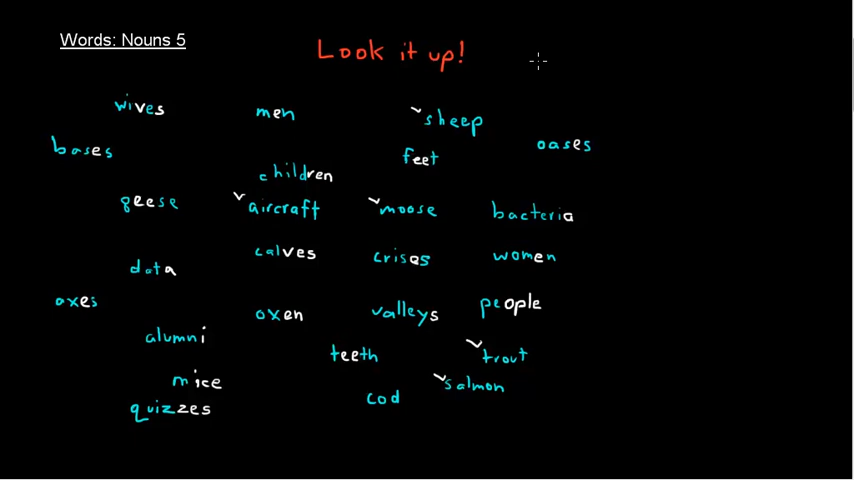 Words: Nouns 5
Look it up!
wives men sheep
bases feet oases
children
geese aircraft moose bacteria
calves crises women
data
axes oxen valleys people
alumni teeth trout
mice cod salmon
quizzes